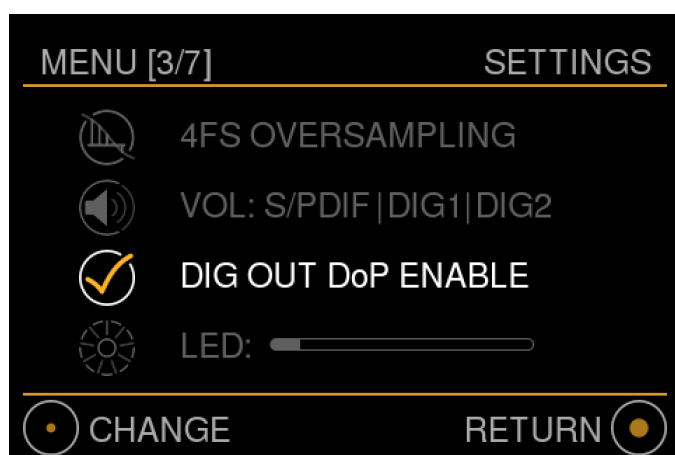 MENU [3/7] SETTINGS
4FS OVERSAMPLING
VOL: S/PDIF|DIG1|DIG2
DIG OUT DoP ENABLE
LED:
CHANGE RETURN